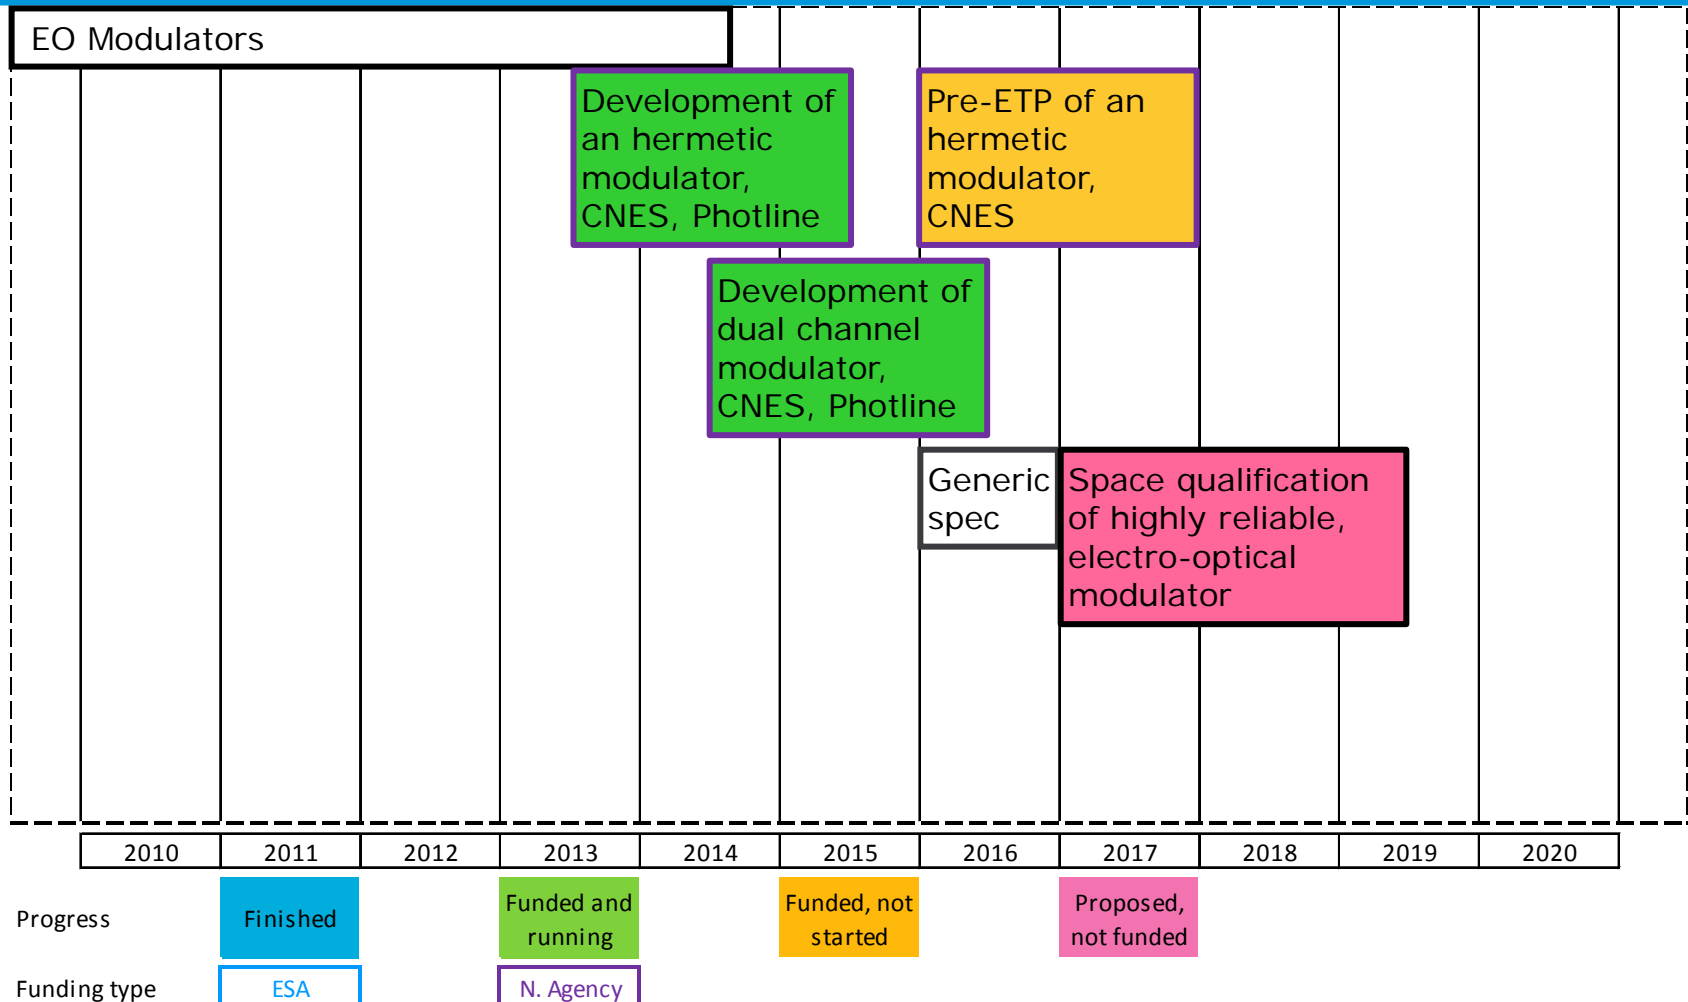 EO Modulators
Development of
an hermetic
modulator,
CNES, Photline
Pre-ETP of an
hermetic
modulator,
CNES
Development of
dual channel
modulator,
CNES, Photline
Generic
spec
Space qualification
of highly reliable,
electro-optical
modulator
2010 2011 2012 2013 2014 2015 2016 2017 2018 2019 2020
Progress
Finished
Funded and
running
Funded, not
started
Proposed,
not funded
Funding type
ESA
N. Agency